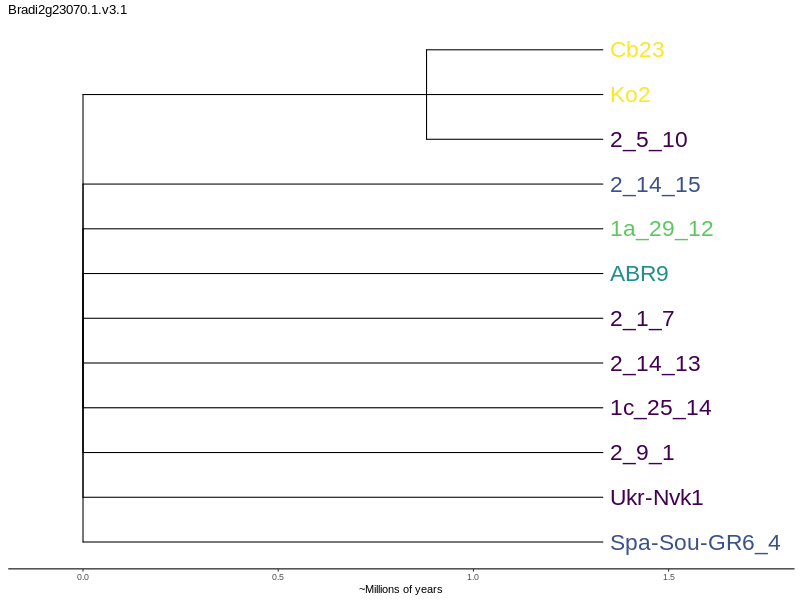 Bradi2g23070.1.v3.1
Cb23
Ko2
2_5_10
2_14_15
1a_29_12
ABR9
2_1_7
2_14_13
1c_25_14
2_9_1
Ukr-Nvk1
Spa-Sou-GR6_4
0.0 0.5 1.0 1.5
~Millions of years